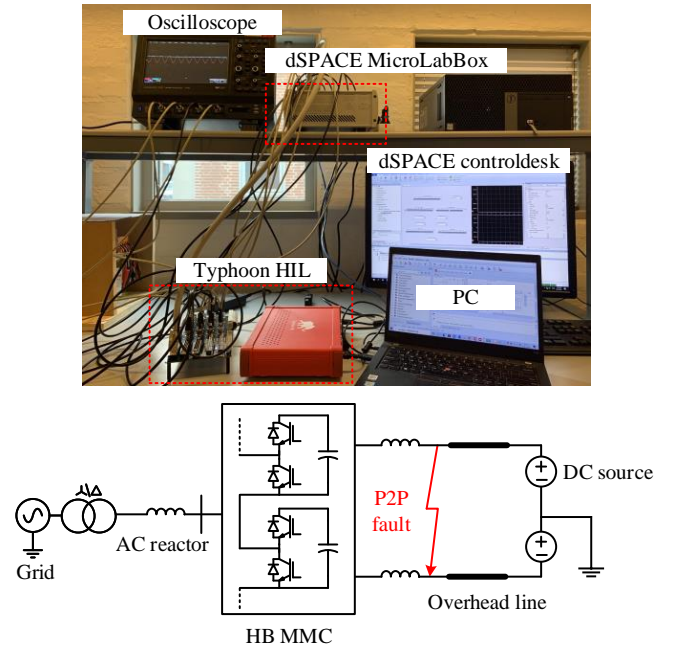 Oscilloscope
dSPACE MicroLabBox
dSPACE controldesk
Typhoon HIL
PC
P2P
fault
DC source
AC reactor
Grid
Overhead line
HB MMC